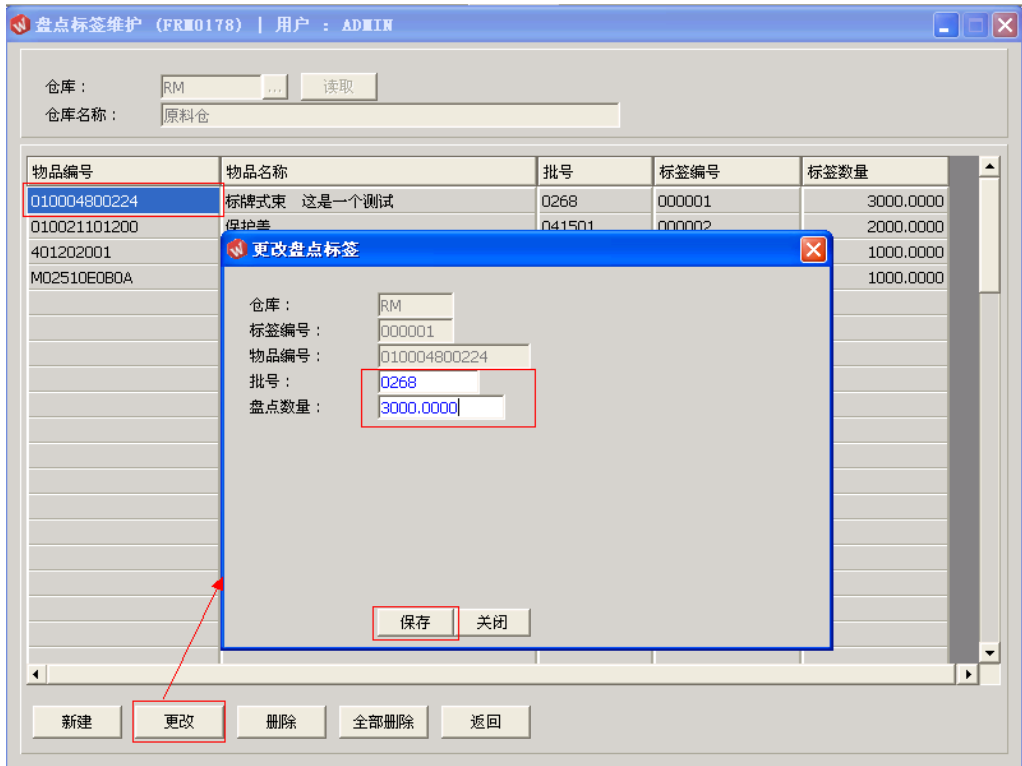 盘点标签维护 (FRM0178) | 用户 : ADMIN
仓库: RM ... 读取
仓库名称: 原料仓
物品编号 物品名称 批号 标签编号 标签数量
010004800224 标牌式束 这是一个测试 0268 000001 3000.0000
010021101200 保护盖 041501 000002 2000.0000
401202001 1000.0000
M02510E0B0A 1000.0000
更改盘点标签
仓库: RM
标签编号: 000001
物品编号: 010004800224
批号: 0268
盘点数量: 3000.0000
保存 关闭
新建 更改 删除 全部删除 返回